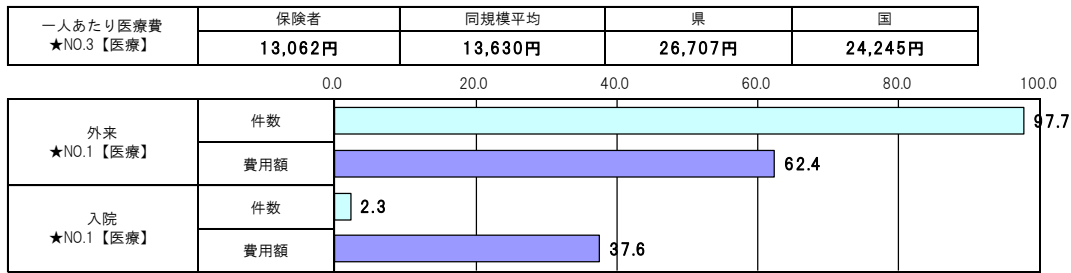 一人あたり医療費 保険者 同規模平均 県 国
★NO.3【医療】 13,062円 13,630円 26,707円 24,245円
0.0 20.0 40.0 60.0 80.0 100.0
外来
★NO.1【医療】
件数 97.7
費用額 62.4
入院
★NO.1【医療】
件数 2.3
費用額 37.6